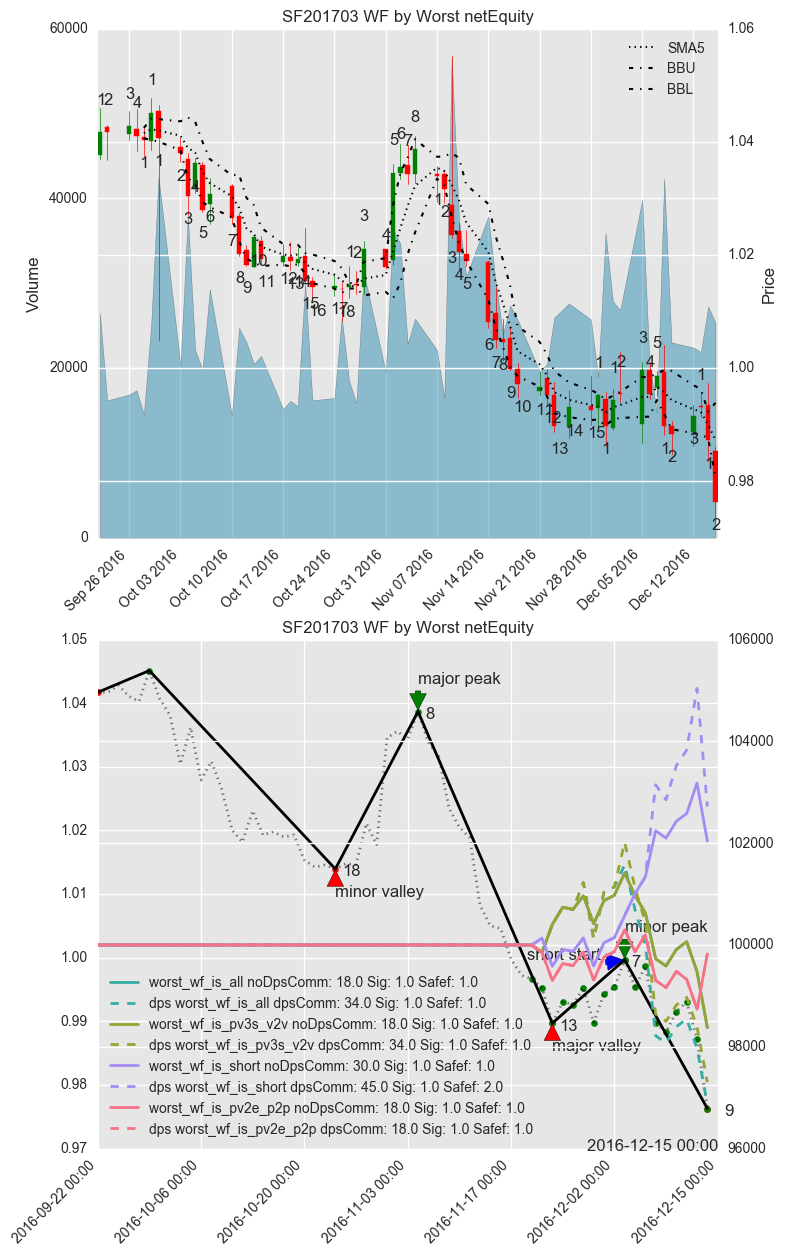 SF201703 WF by Worst netEquity
60000
40000
20000
0
Volume
1.06
1.04
1.02
1.00
0.98
Price
SMA5
BBU
BBL
Sep 26 2016
Oct 03 2016
Oct 10 2016
Oct 17 2016
Oct 24 2016
Oct 31 2016
Nov 07 2016
Nov 14 2016
Nov 21 2016
Nov 28 2016
Dec 05 2016
Dec 12 2016
SF201703 WF by Worst netEquity
1.05
1.04
1.03
1.02
1.01
1.00
0.99
0.98
0.97
106000
104000
102000
100000
98000
96000
major peak
8
18
minor valley
minor peak
short start
7
13
major valley
9
worst_wf_is_all noDpsComm: 18.0 Sig: 1.0 Safef: 1.0
dps worst_wf_is_all dpsComm: 34.0 Sig: 1.0 Safef: 1.0
worst_wf_is_pv3s_v2v noDpsComm: 18.0 Sig: 1.0 Safef: 1.0
dps worst_wf_is_pv3s_v2v dpsComm: 34.0 Sig: 1.0 Safef: 1.0
worst_wf_is_short noDpsComm: 30.0 Sig: 1.0 Safef: 1.0
dps worst_wf_is_short dpsComm: 45.0 Sig: 1.0 Safef: 2.0
worst_wf_is_pv2e_p2p noDpsComm: 18.0 Sig: 1.0 Safef: 1.0
dps worst_wf_is_pv2e_p2p dpsComm: 18.0 Sig: 1.0 Safef: 1.0
2016-12-15 00:00
2016-09-22 00:00
2016-10-06 00:00
2016-10-20 00:00
2016-11-03 00:00
2016-11-17 00:00
2016-12-02 00:00
2016-12-15 00:00